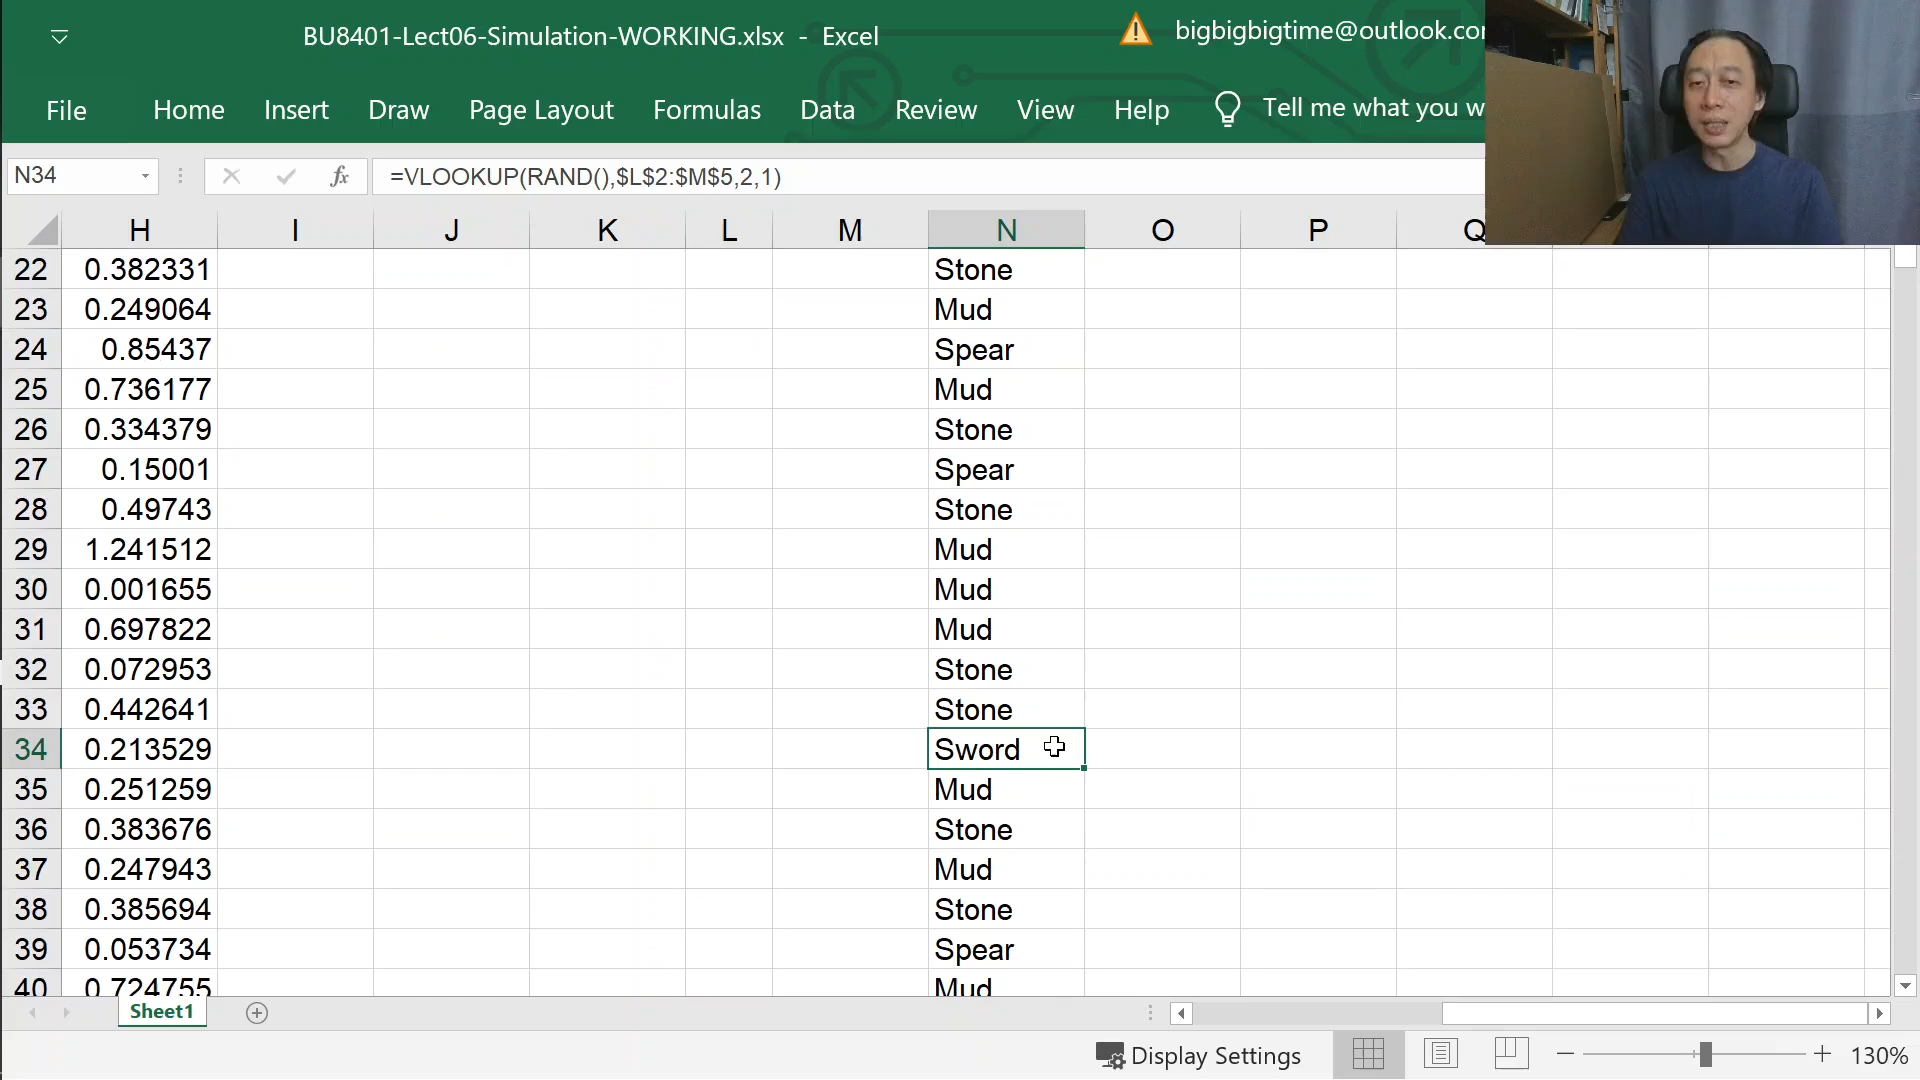 BU8401-Lect06-Simulation-WORKING.xlsx - Excel
bigbigbigtime@outlook.com
File Home Insert Draw Page Layout Formulas Data Review View Help Tell me what you w
N34 fx =VLOOKUP(RAND(),$L$2:$M$5,2,1)
H I J K L M N O P Q
22 0.382331 Stone
23 0.249064 Mud
24 0.85437 Spear
25 0.736177 Mud
26 0.334379 Stone
27 0.15001 Spear
28 0.49743 Stone
29 1.241512 Mud
30 0.001655 Mud
31 0.697822 Mud
32 0.072953 Stone
33 0.442641 Stone
34 0.213529 Sword
35 0.251259 Mud
36 0.383676 Stone
37 0.247943 Mud
38 0.385694 Stone
39 0.053734 Spear
40 0.724755 Mud
Sheet1
Display Settings 130%